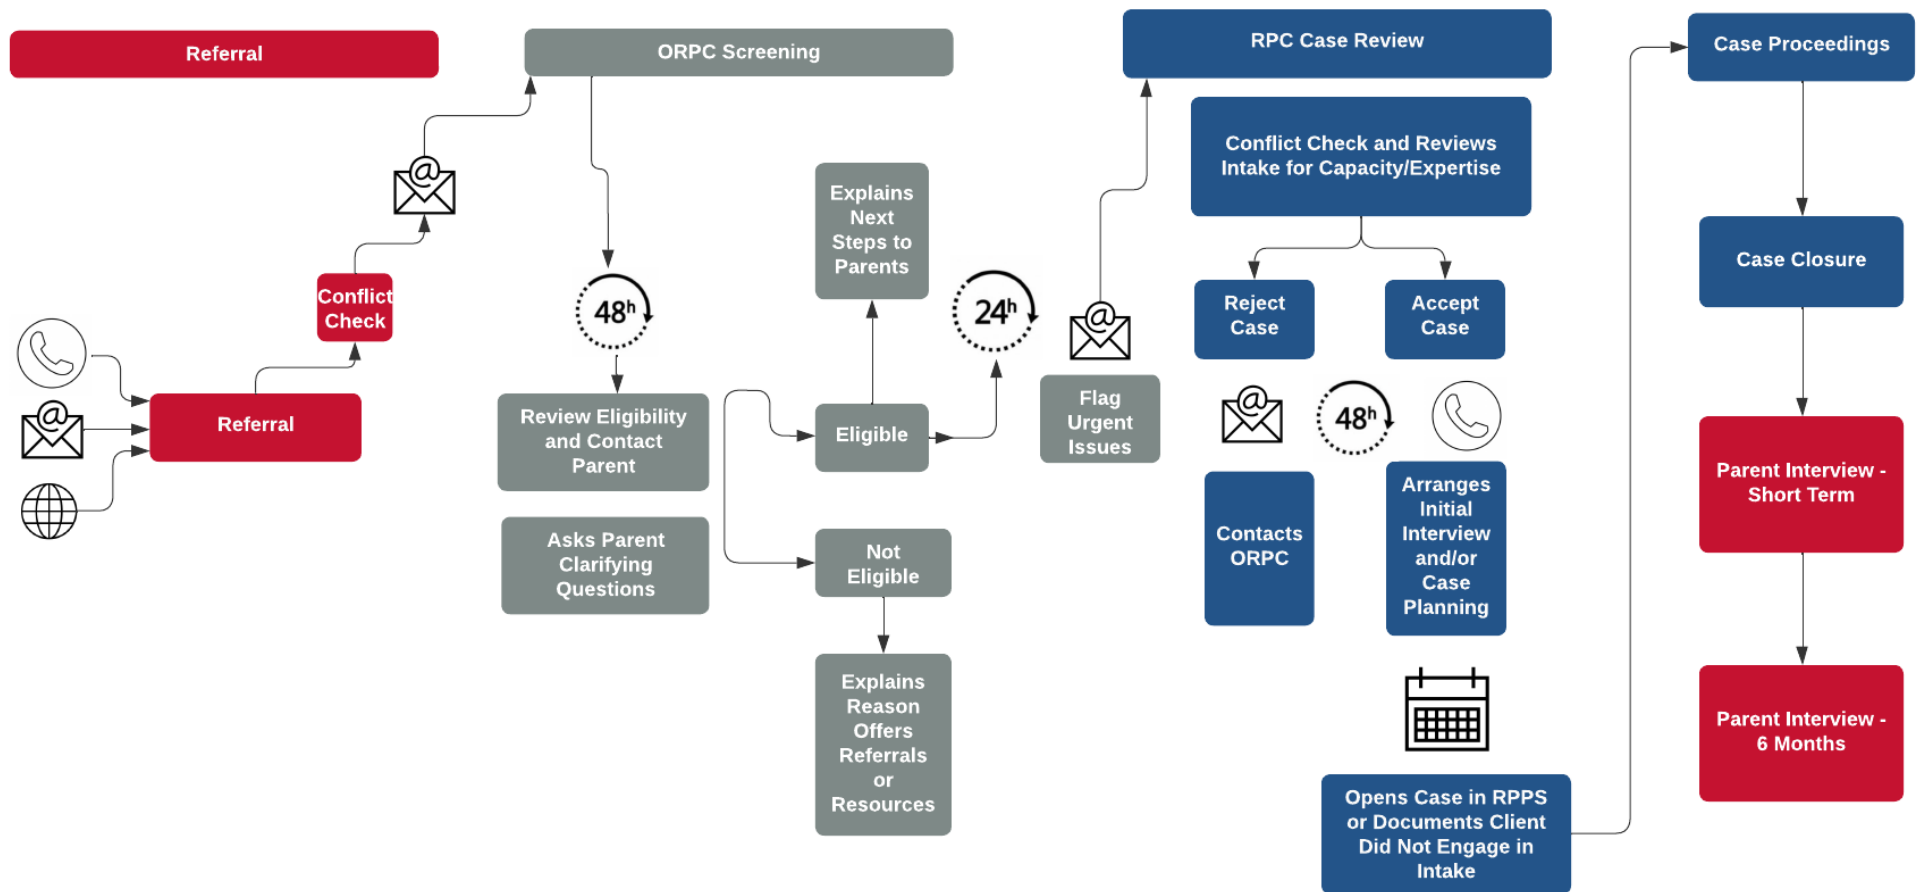 Referral
Conflict
Check
Referral
ORPC Screening
48h
Review Eligibility
and Contact
Parent
Asks Parent
Clarifying
Questions
Explains
Next
Steps to
Parents
Eligible
Not
Eligible
Explains
Reason
Offers
Referrals
or
Resources
24h
@
@
@
Flag
Urgent
Issues
RPC Case Review
Conflict Check and Reviews
Intake for Capacity/Expertise
Reject
Case
Accept
Case
@
48h
Contacts
ORPC
Arranges
Initial
Interview
and/or
Case
Planning
Opens Case in RPPS
or Documents Client
Did Not Engage in
Intake
Case Proceedings
Case Closure
Parent Interview -
Short Term
Parent Interview -
6 Months